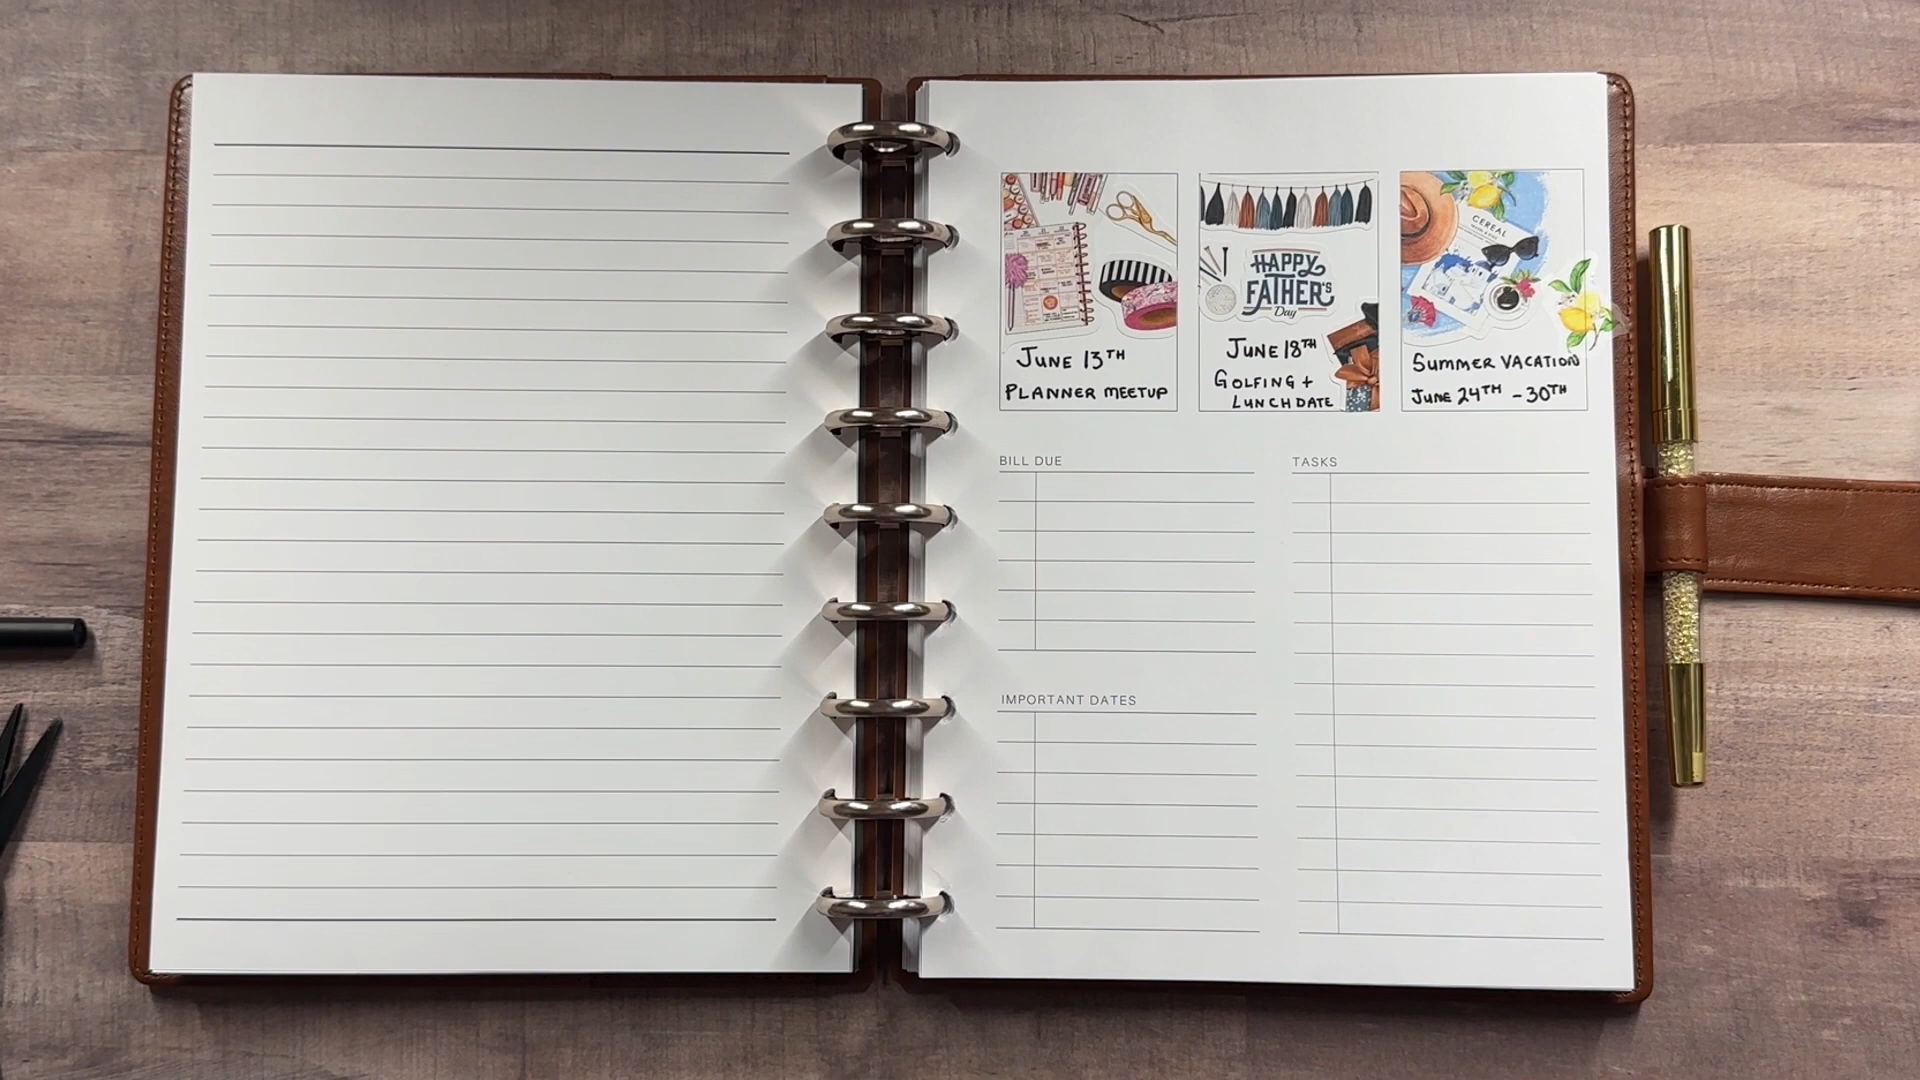 JUNE 13TH
PLANNER MEETUP
HAPPY
FATHER'S
Day
JUNE 18TH
GOLFING +
LUNCH DATE
CEREAL
SUMMER VACATION
JUNE 24TH - 30TH
BILL DUE
TASKS
IMPORTANT DATES